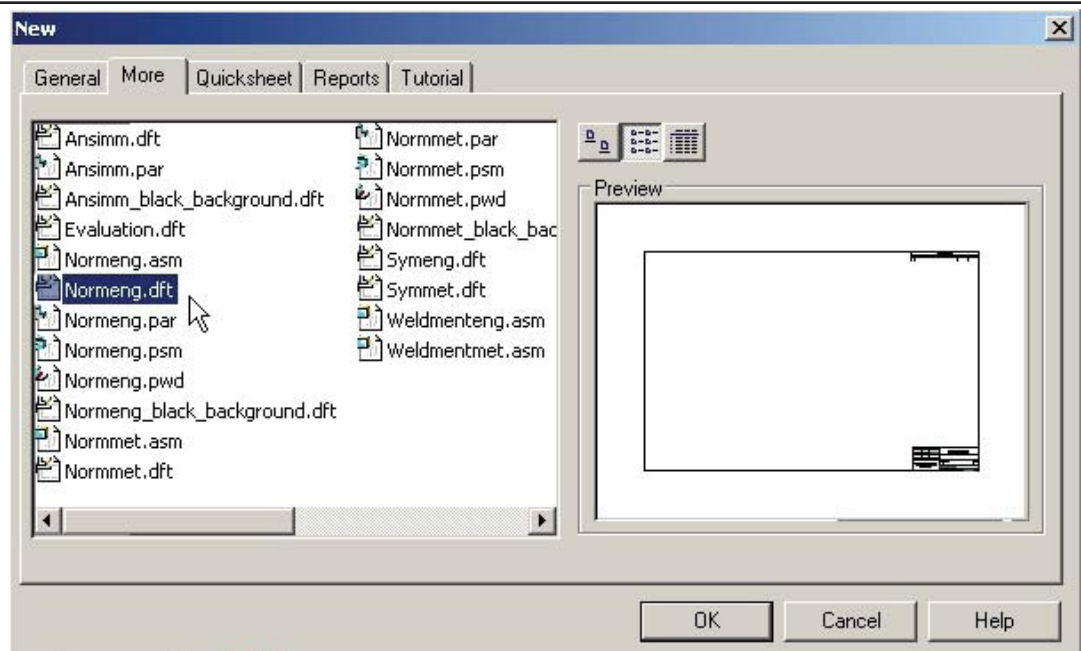 New
General More Quicksheet Reports Tutorial
Ansimm.dft
Ansimm.par
Ansimm_black_background.dft
Evaluation.dft
Normeng.asm
Normeng.dft
Normeng.par
Normeng.psm
Normeng.pwd
Normeng_black_background.dft
Normmet.asm
Normmet.dft
Normmet.par
Normmet.psm
Normmet.pwd
Normmet_black_bac
Symeng.dft
Symmet.dft
Weldmenteng.asm
Weldmentmet.asm
Preview
OK Cancel Help